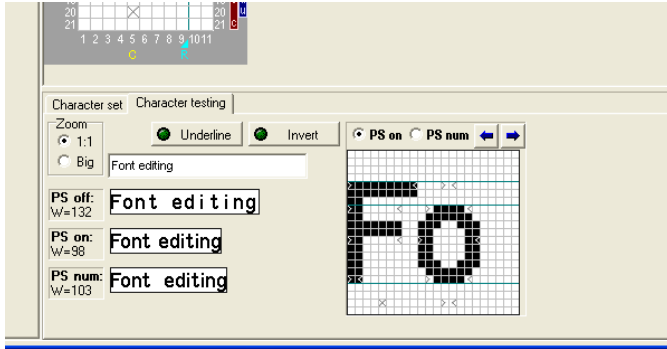 20 20 u
21 21 c
1 2 3 4 5 6 7 8 9 10 11
C K
Character set Character testing
Zoom
1:1
Big
Underline Invert PS on PS num
Font editing
PS off:
W=132
Font editing
PS on:
W=98
Font editing
PS num:
W=103
Font editing
Fo